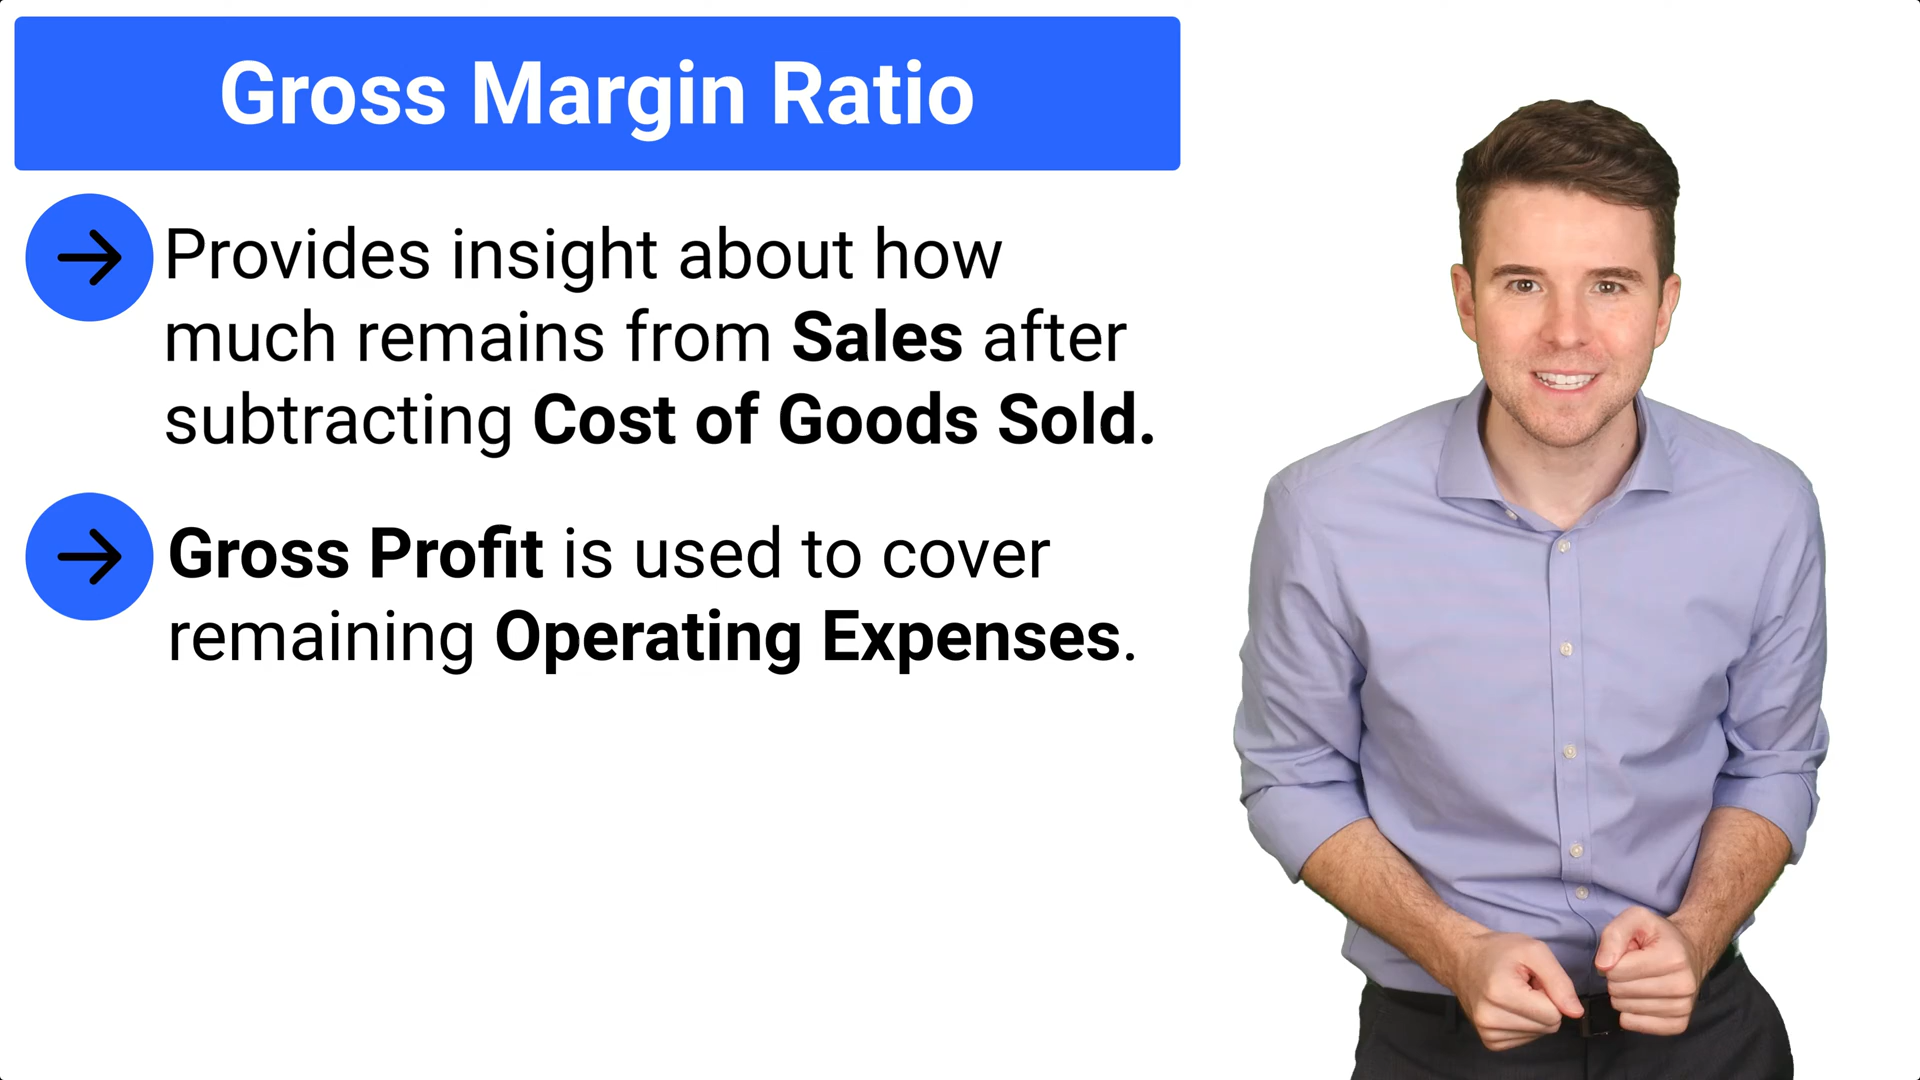 Gross Margin Ratio
Provides insight about how
much remains from Sales after
subtracting Cost of Goods Sold.
Gross Profit is used to cover
remaining Operating Expenses.